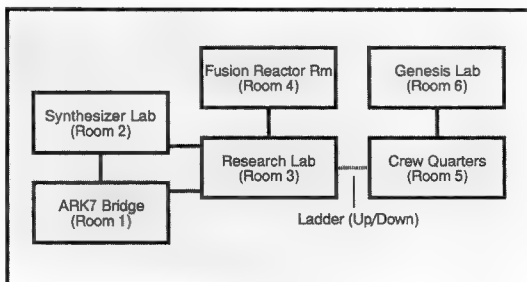 Fusion Reactor Rm
(Room 4)
Genesis Lab
(Room 6)
Synthesizer Lab
(Room 2)
Research Lab
(Room 3)
Crew Quarters
(Room 5)
ARK7 Bridge
(Room 1)
Ladder (Up/Down)